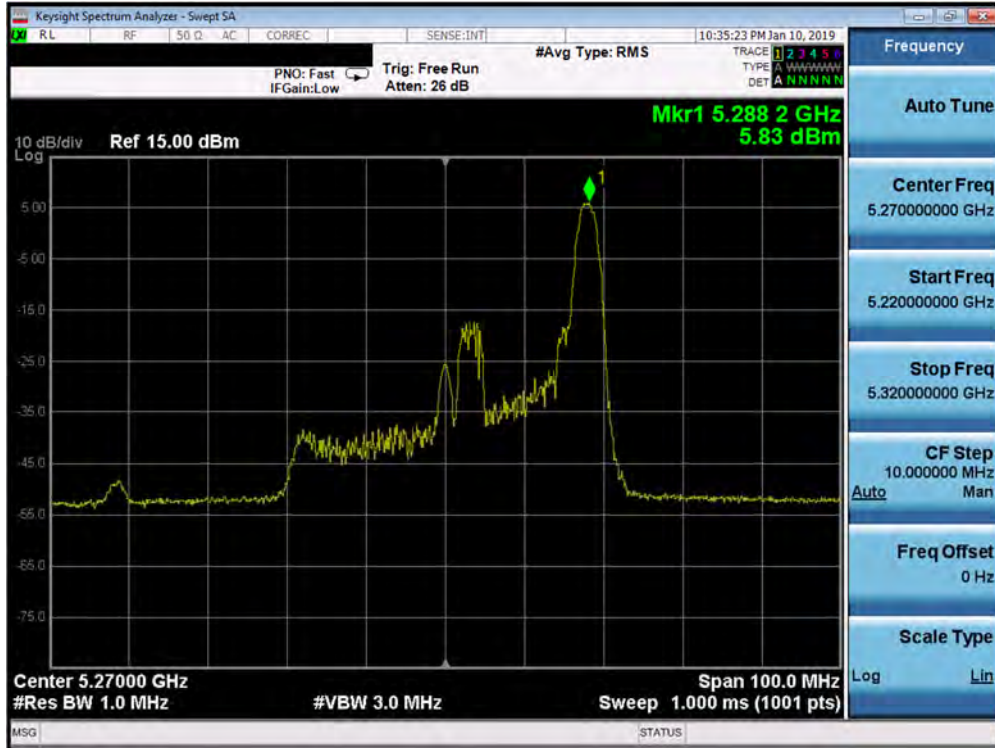 Keysight Spectrum Analyzer - Swept SA
LXI RL RF 50 Ω AC CORREC SENSE:INT 10:35:23 PM Jan 10, 2019
#Avg Type: RMS TRACE 1 2 3 4 5 6
PNO: Fast Trig: Free Run TYPE A WWWWW
IFGain:Low Atten: 26 dB DET A N N N N N
Mkr1 5.288 2 GHz
5.83 dBm
10 dB/div Ref 15.00 dBm
Log
1
5.00
-5.00
-15.0
-25.0
-35.0
-45.0
-55.0
-65.0
-75.0
Center 5.27000 GHz Span 100.0 MHz
#Res BW 1.0 MHz #VBW 3.0 MHz Sweep 1.000 ms (1001 pts)
MSG STATUS
Frequency
Auto Tune
Center Freq
5.270000000 GHz
Start Freq
5.220000000 GHz
Stop Freq
5.320000000 GHz
CF Step
10.000000 MHz
Auto Man
Freq Offset
0 Hz
Scale Type
Log Lin